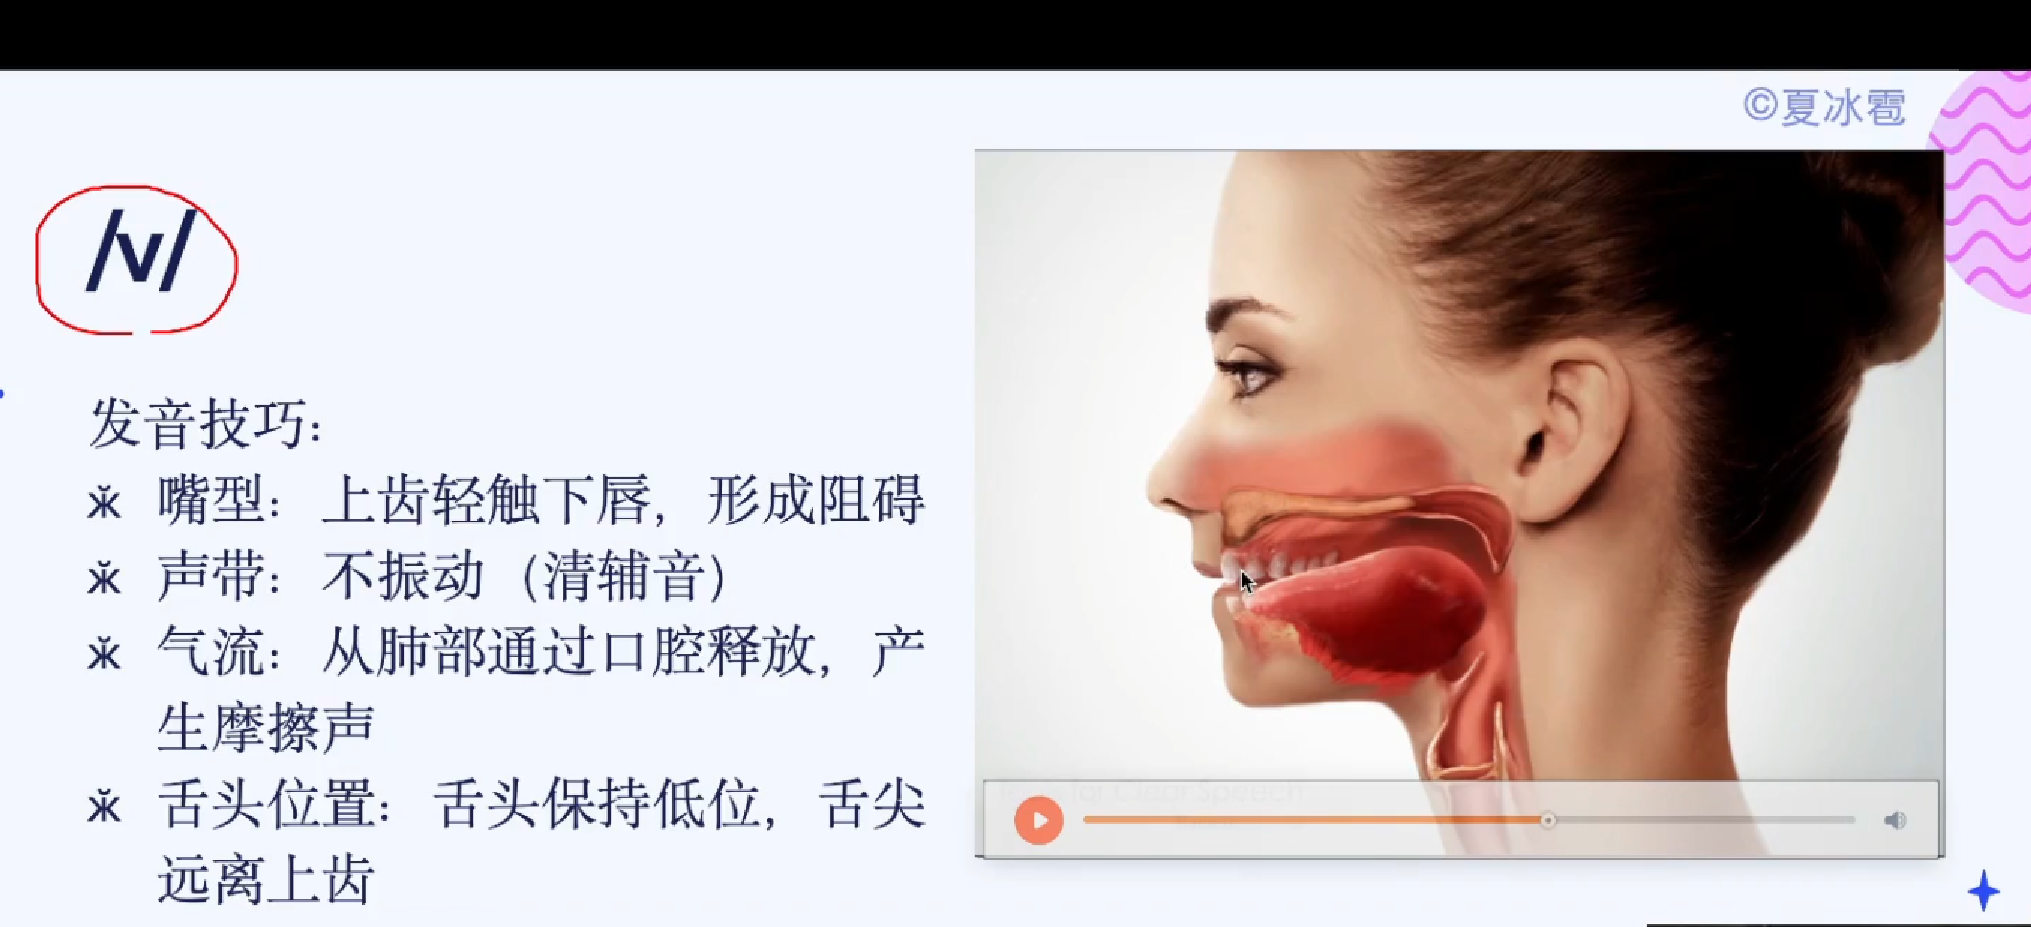 ©夏冰雹
/v/
发音技巧：
ж 嘴型：上齿轻触下唇，形成阻碍
ж 声带：不振动（清辅音）
ж 气流：从肺部通过口腔释放，产
生摩擦声
ж 舌头位置：舌头保持低位，舌尖
远离上齿
for Clear Speech